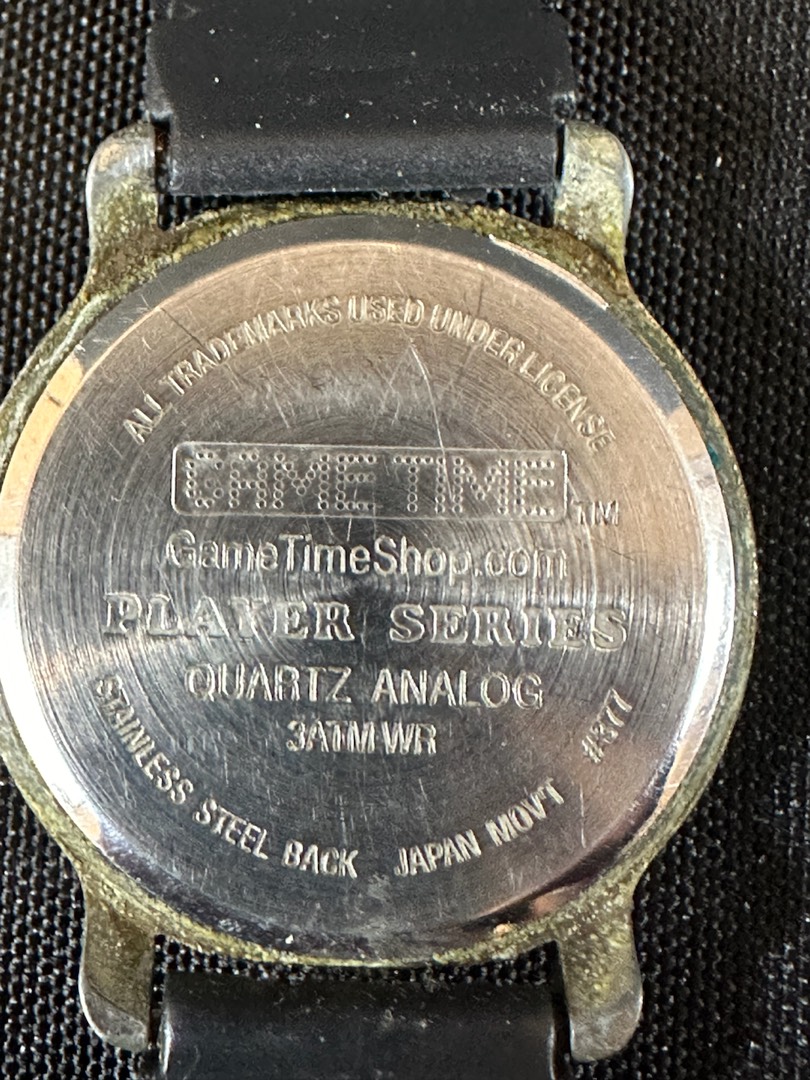 ALL TRADEMARKS USED UNDER LICENSE
GAME TIME TM
GameTimeShop.com
PLAYER SERIES
QUARTZ ANALOG
3ATM WR
STAINLESS STEEL BACK JAPAN MOV'T #377